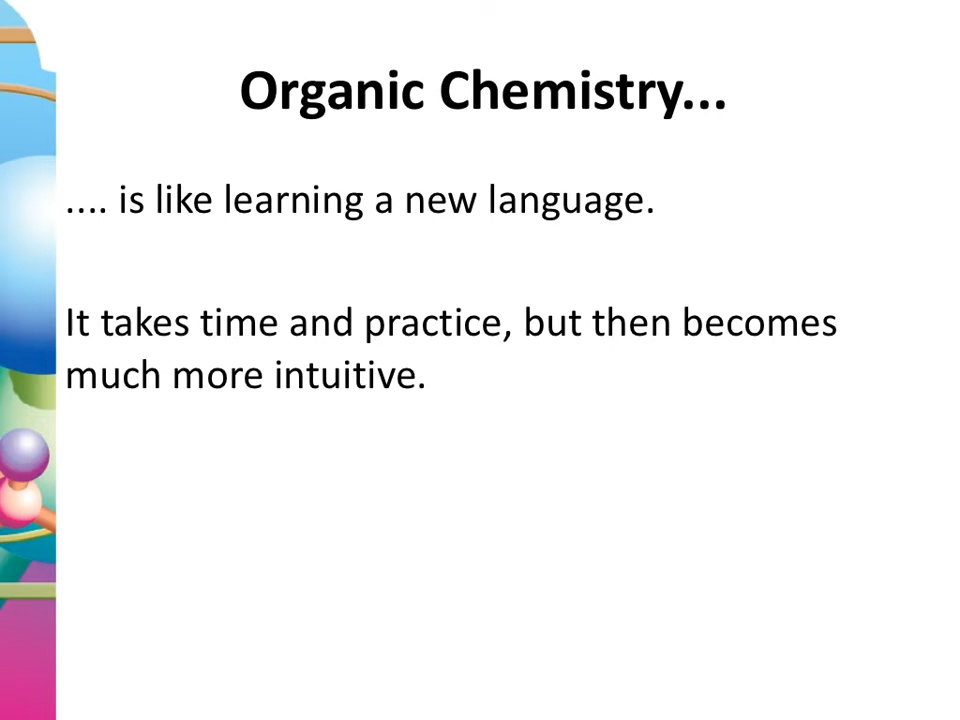 Organic Chemistry...
.... is like learning a new language.
It takes time and practice, but then becomes
much more intuitive.